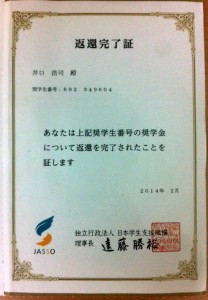 返還完了証
井口 浩司 殿
奨学生番号：692 049604
あなたは上記奨学生番号の奨学金
について返還を完了されたことを
証します
2014年 2月
独立行政法人 日本学生支援機構
理事長 遠藤勝裕
JASSO